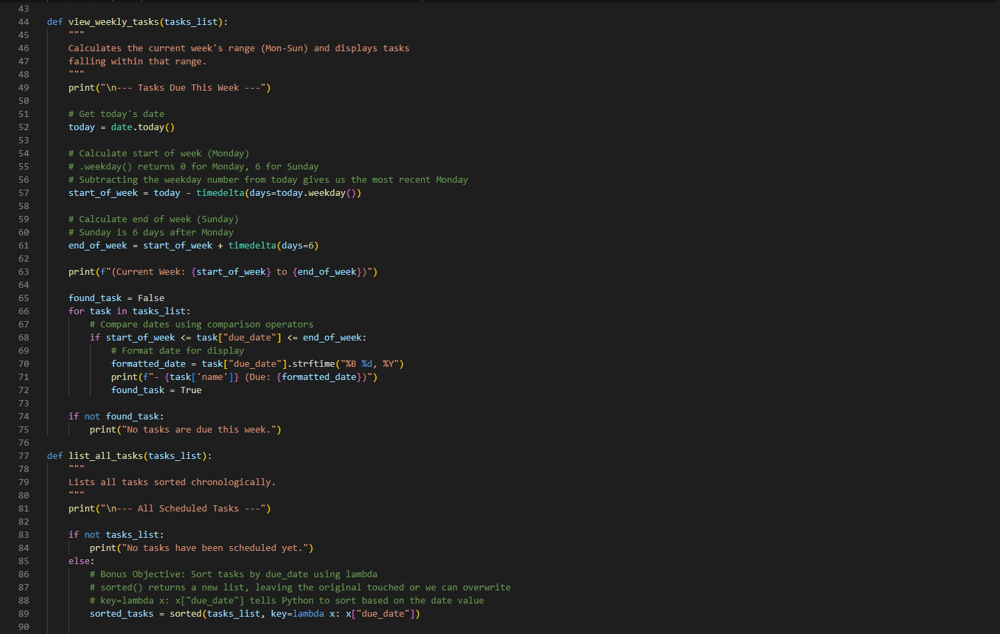 43
44 def view_weekly_tasks(tasks_list):
45     """
46     Calculates the current week's range (Mon-Sun) and displays tasks
47     falling within that range.
48     """
49     print("\n--- Tasks Due This Week ---")
50
51     # Get today's date
52     today = date.today()
53
54     # Calculate start of week (Monday)
55     # .weekday() returns 0 for Monday, 6 for Sunday
56     # Subtracting the weekday number from today gives us the most recent Monday
57     start_of_week = today - timedelta(days=today.weekday())
58
59     # Calculate end of week (Sunday)
60     # Sunday is 6 days after Monday
61     end_of_week = start_of_week + timedelta(days=6)
62
63     print(f"(Current Week: {start_of_week} to {end_of_week})")
64
65     found_task = False
66     for task in tasks_list:
67         # Compare dates using comparison operators
68         if start_of_week <= task["due_date"] <= end_of_week:
69             # Format date for display
70             formatted_date = task["due_date"].strftime("%B %d, %Y")
71             print(f"- {task['name']} (Due: {formatted_date})")
72             found_task = True
73
74     if not found_task:
75         print("No tasks are due this week.")
76
77 def list_all_tasks(tasks_list):
78     """
79     Lists all tasks sorted chronologically.
80     """
81     print("\n--- All Scheduled Tasks ---")
82
83     if not tasks_list:
84         print("No tasks have been scheduled yet.")
85     else:
86         # Bonus Objective: Sort tasks by due_date using lambda
87         # sorted() returns a new list, leaving the original touched or we can overwrite
88         # key=lambda x: x["due_date"] tells Python to sort based on the date value
89         sorted_tasks = sorted(tasks_list, key=lambda x: x["due_date"])
90